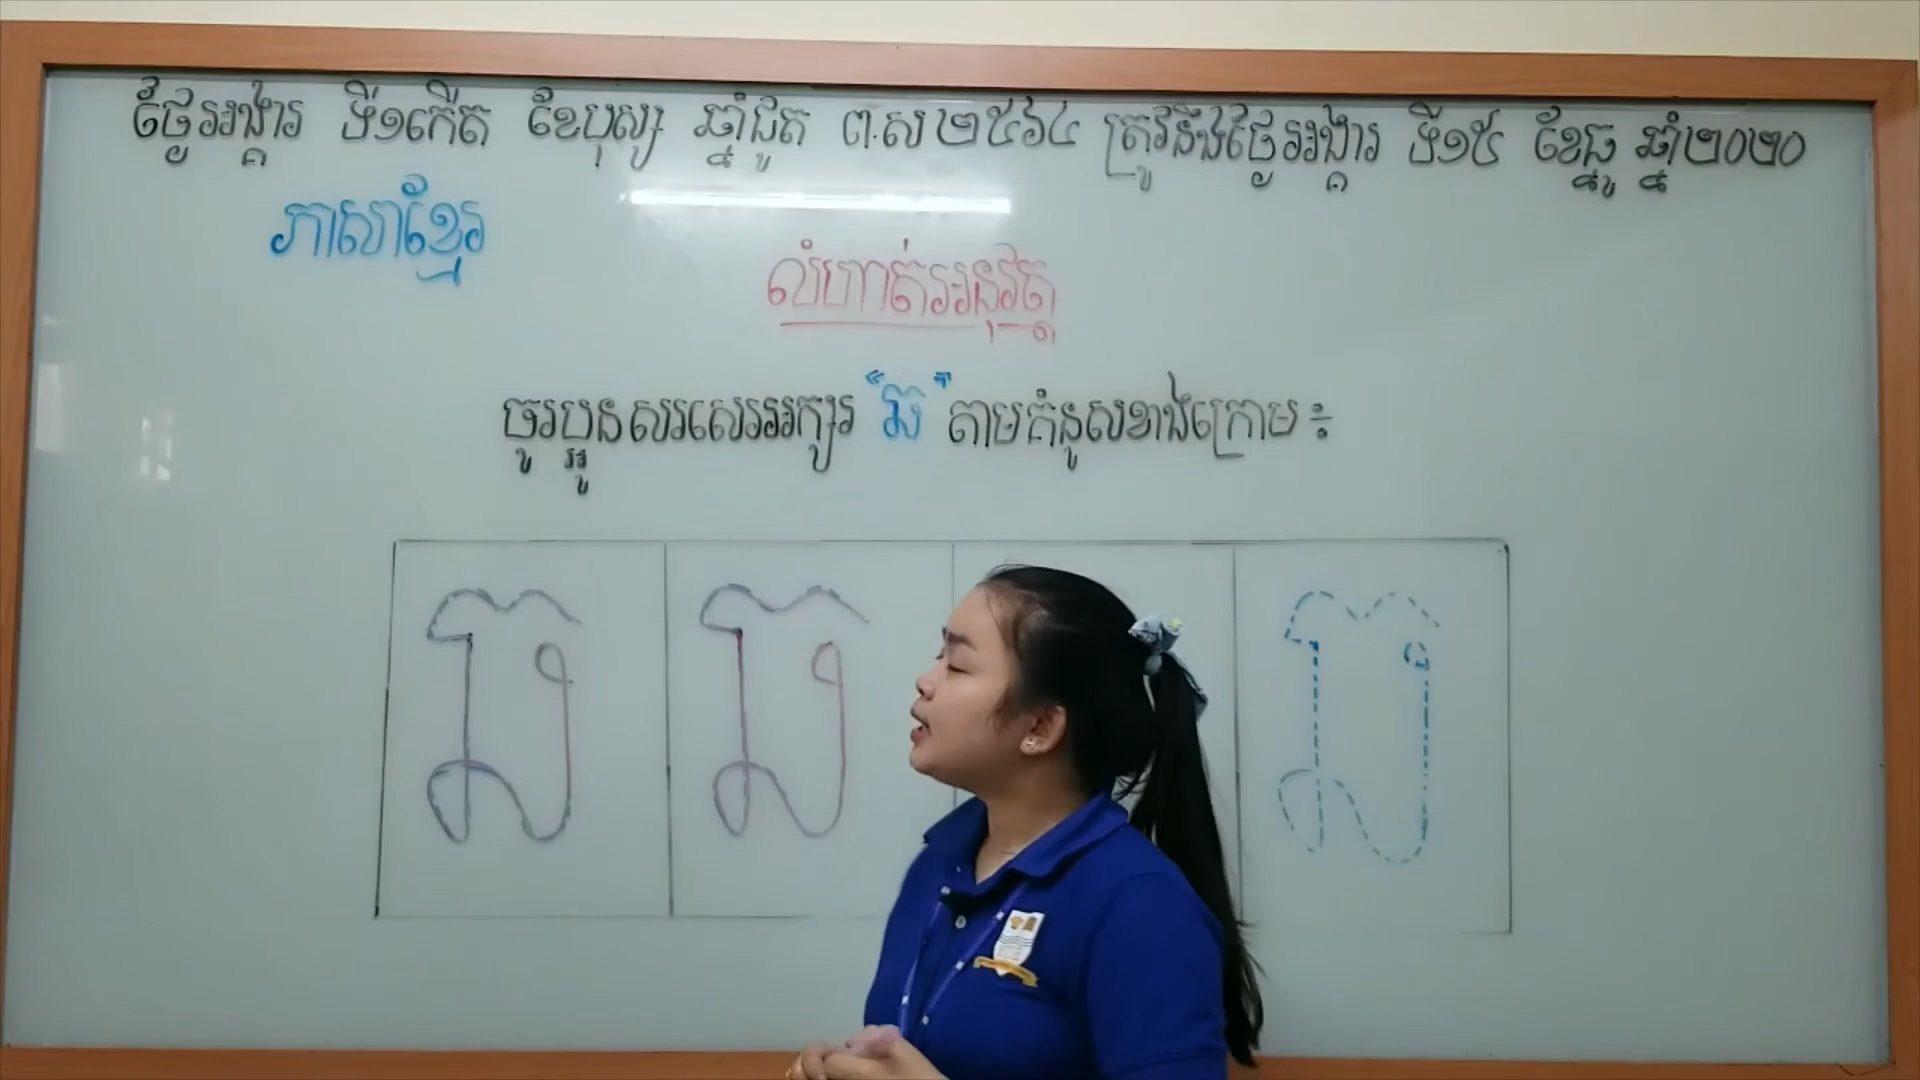 ថ្ងៃអង្គារ ទី១កើត ខែបុស្ស ឆ្នាំជូត ព.ស២៥៦៤ ត្រូវនឹងថ្ងៃអង្គារ ទី១៥ ខែធ្នូ ឆ្នាំ២០២០
ភាសាខ្មែរ
លំហាត់អនុវត្ត
ចូរប្អូនសរសេរអក្សរ "ឆ" តាមគំនូសខាងក្រោម៖